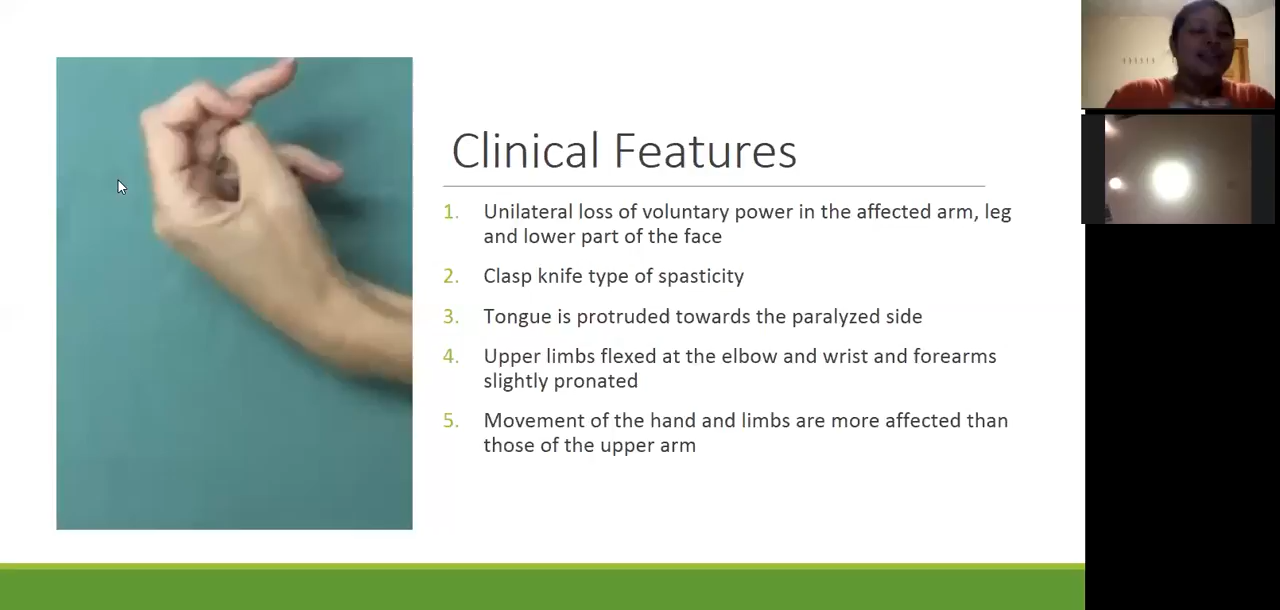 Clinical Features
1. Unilateral loss of voluntary power in the affected arm, leg
and lower part of the face
2. Clasp knife type of spasticity
3. Tongue is protruded towards the paralyzed side
4. Upper limbs flexed at the elbow and wrist and forearms
slightly pronated
5. Movement of the hand and limbs are more affected than
those of the upper arm